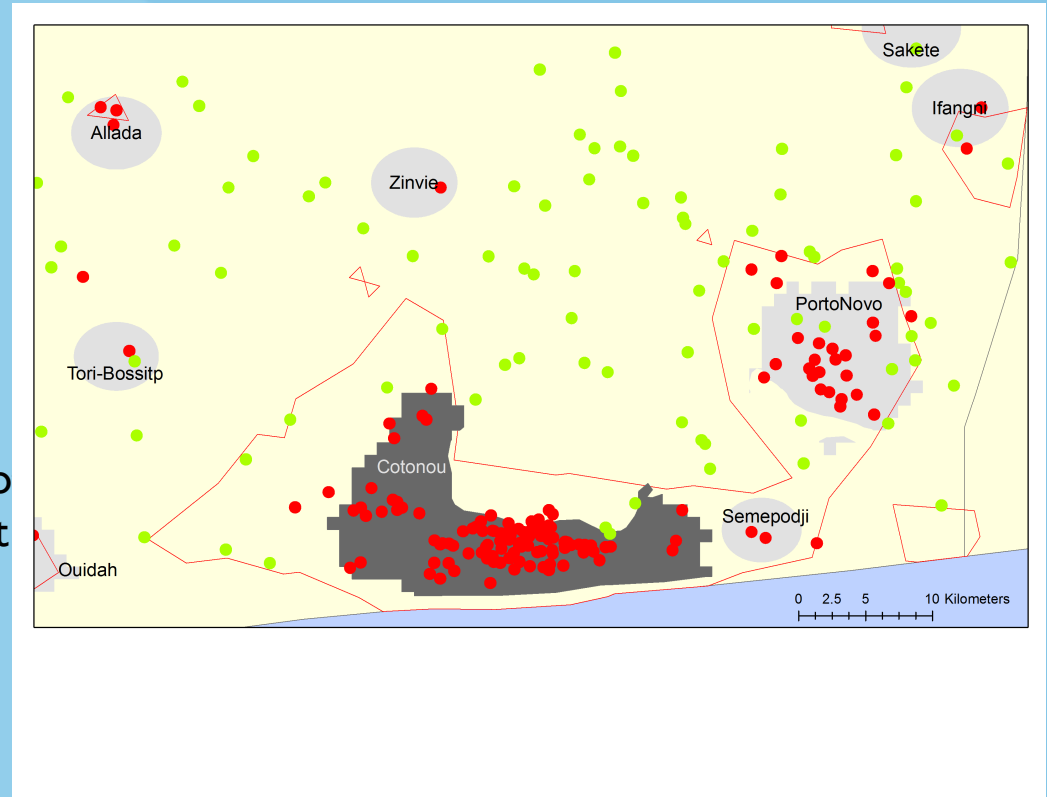 Sakete
Ifangni
Allada
Zinvie
PortoNovo
Tori-Bossitp
Cotonou
o
t
Semepodji
Ouidah
0 2.5 5 10 Kilometers